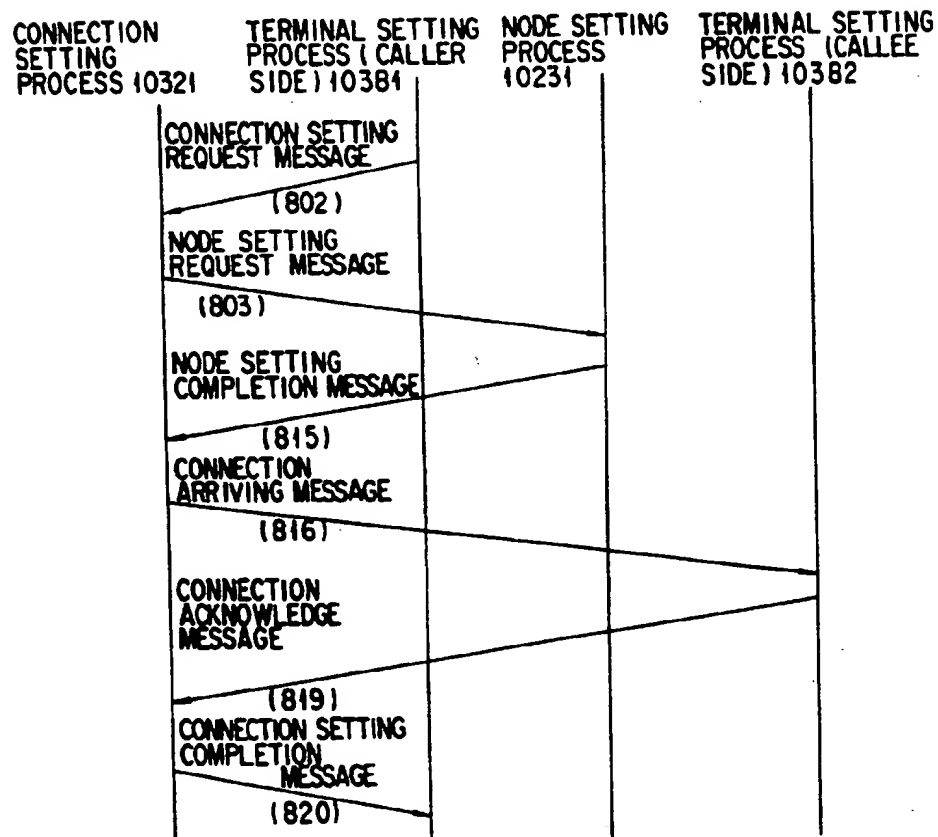 CONNECTION
SETTING
PROCESS 10321
TERMINAL SETTING
PROCESS (CALLER
SIDE) 10381
NODE SETTING
PROCESS
10231
TERMINAL SETTING
PROCESS (CALLEE
SIDE) 10382
CONNECTION SETTING
REQUEST MESSAGE
(802)
NODE SETTING
REQUEST MESSAGE
(803)
NODE SETTING
COMPLETION MESSAGE
(815)
CONNECTION
ARRIVING MESSAGE
(816)
CONNECTION
ACKNOWLEDGE
MESSAGE
(819)
CONNECTION SETTING
COMPLETION
MESSAGE
(820)